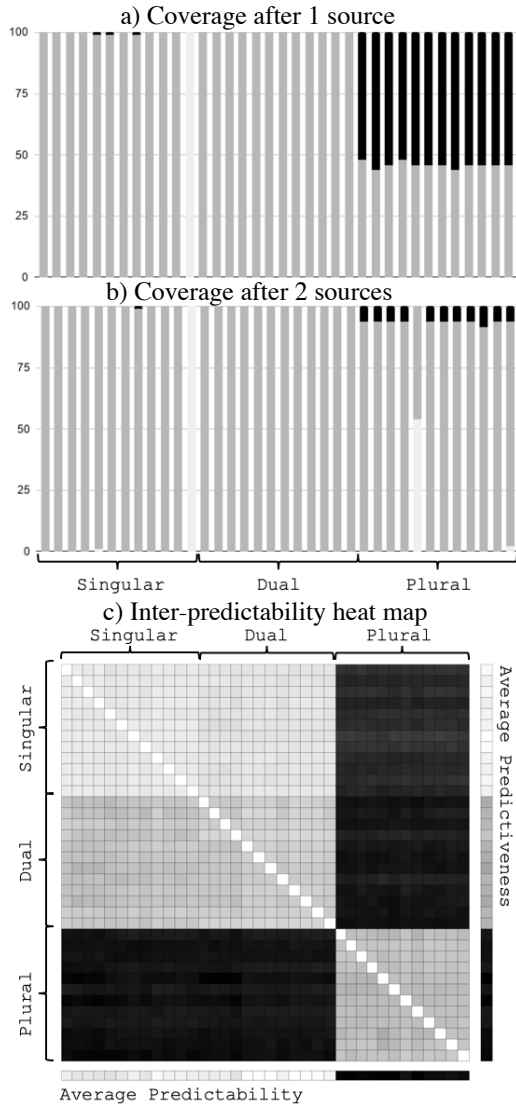 a) Coverage after 1 source
100
75
50
25
0
b) Coverage after 2 sources
100
75
50
25
0
Singular Dual Plural
c) Inter-predictability heat map
Singular Dual Plural
Singular
Dual
Plural
Average Predictiveness
Average Predictability